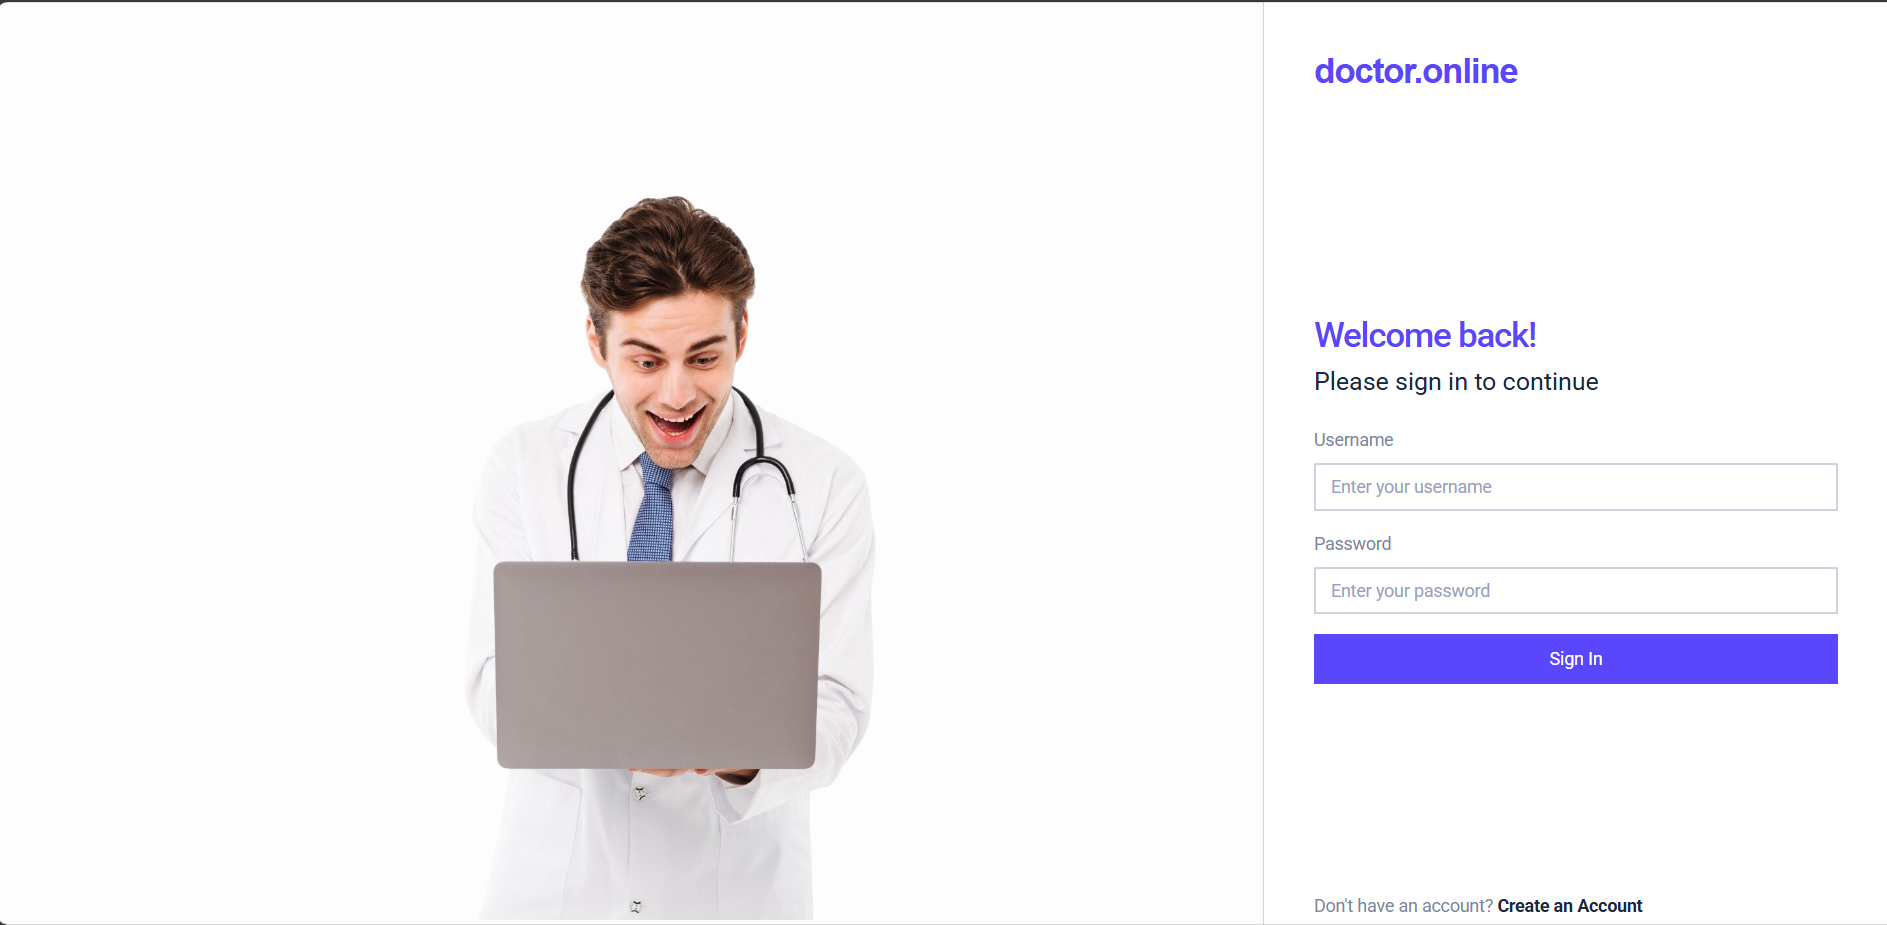 doctor.online
Welcome back!
Please sign in to continue
Username
Enter your username
Password
Enter your password
Sign In
Don't have an account? Create an Account